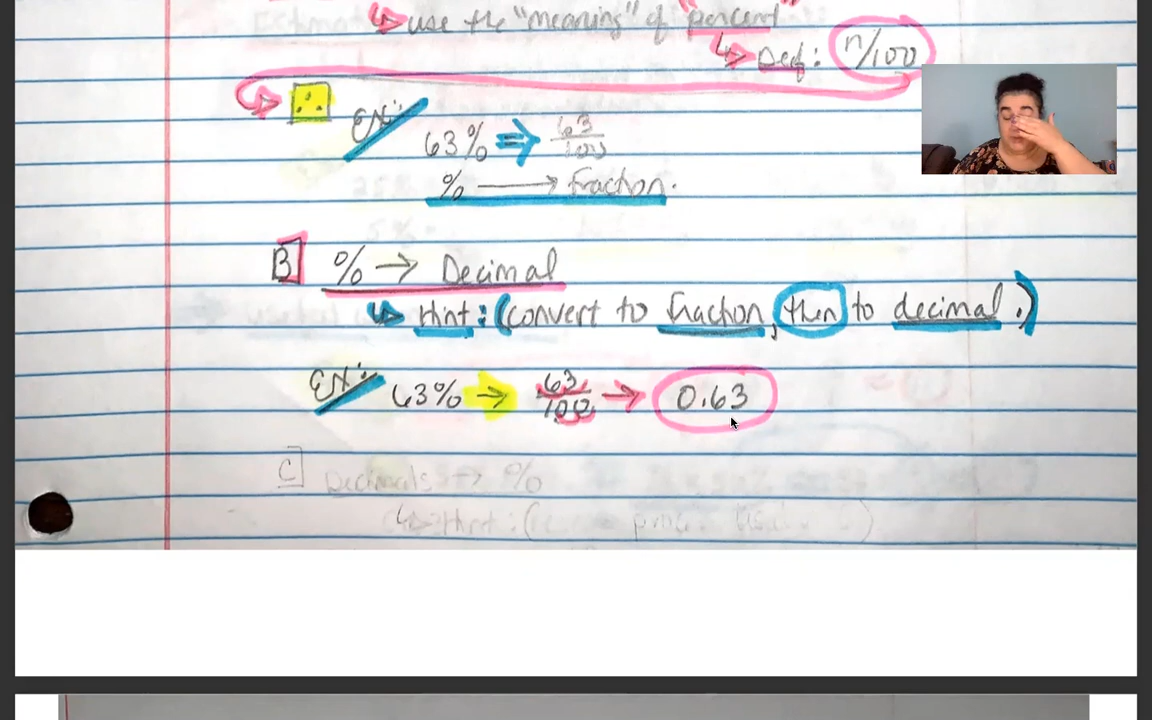 ↳ use the "meaning" of "percent"
↳ Def: n/100
∴ Ex: 63% ⇒ 63/100
% → fraction.
B] % → Decimal
↳ Hint: (convert to fraction, then to decimal.)
Ex: 63% → 63/100 → 0.63
C] Decimals → %
↳ Hint: (